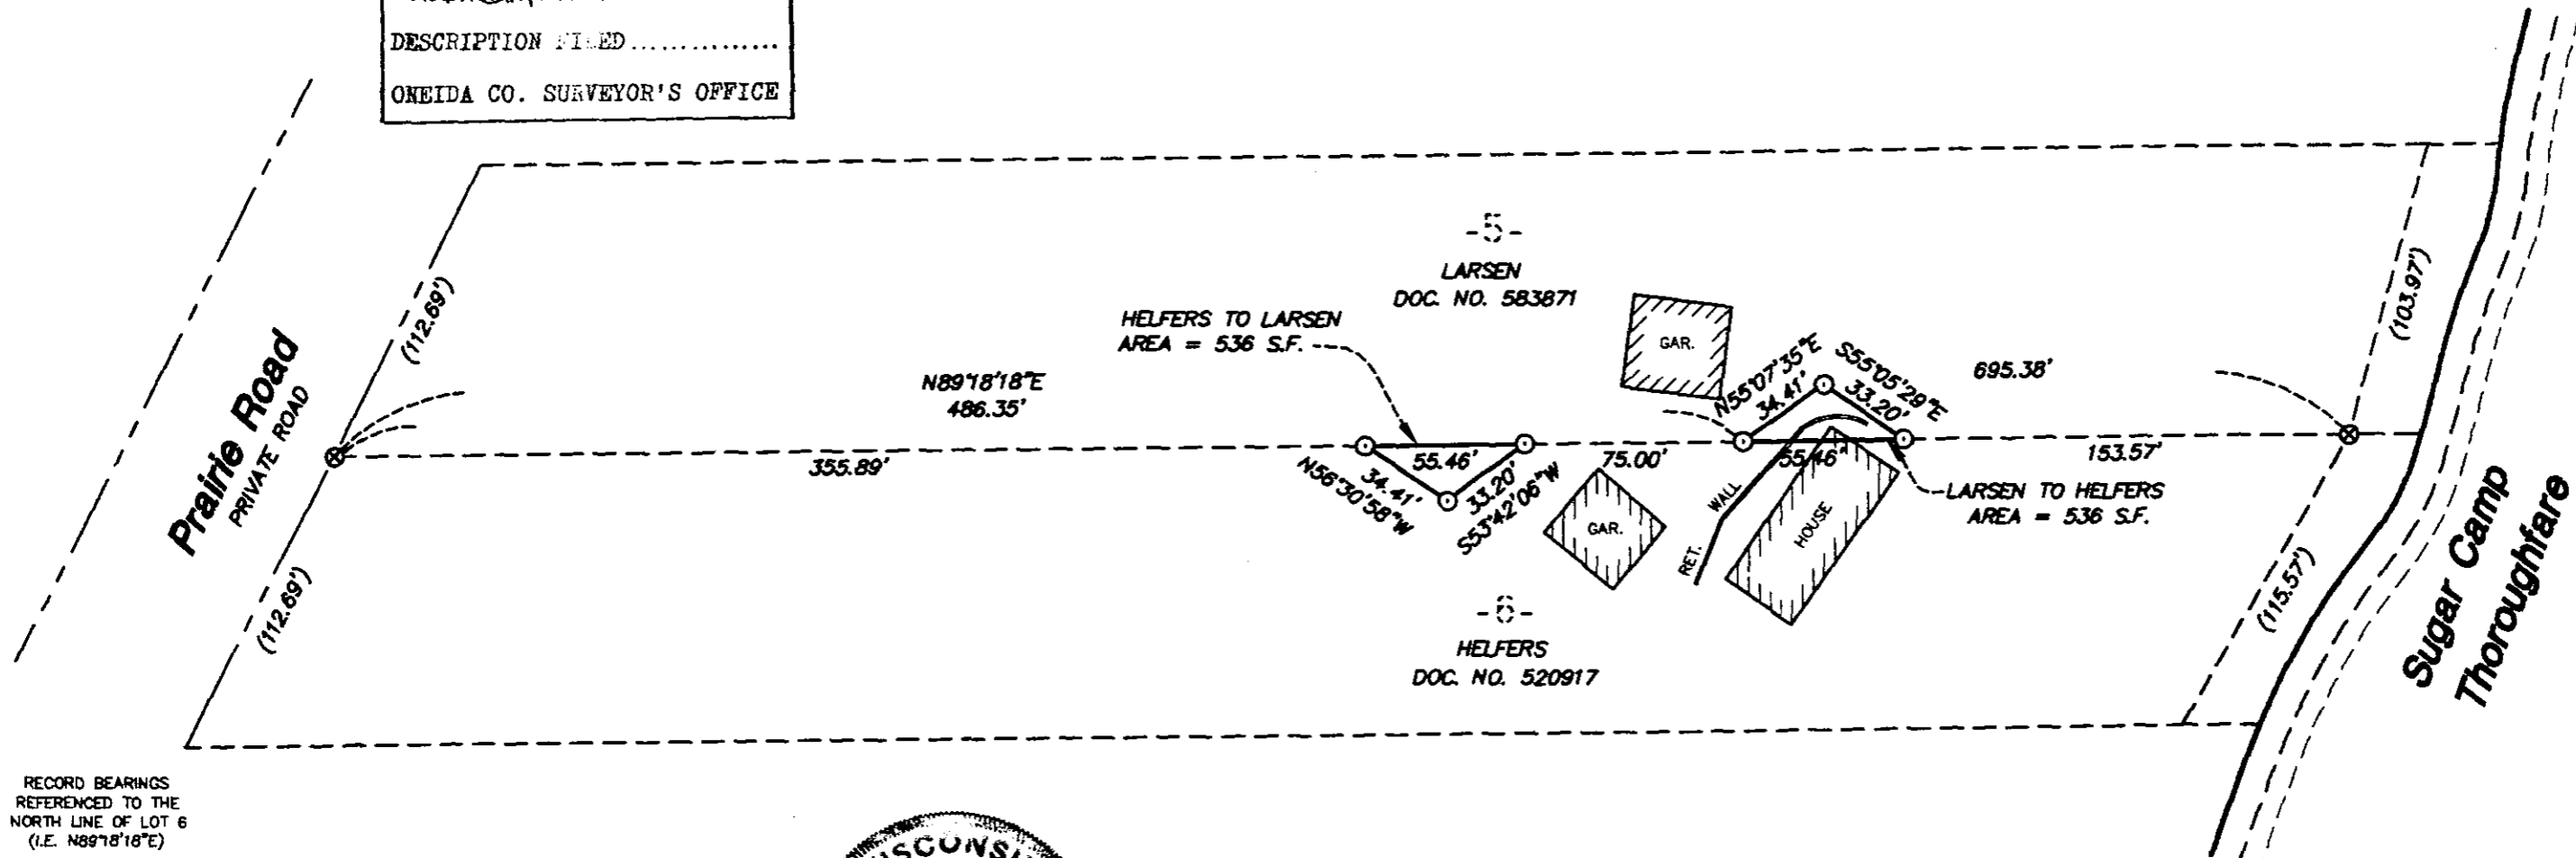 DESCRIPTION FILED...............
ONEIDA CO. SURVEYOR'S OFFICE
-5-
LARSEN
DOC. NO. 583871
HELFERS TO LARSEN
AREA = 536 S.F.
(112.69')
Prairie Road
PRIVATE ROAD
N89°18'18"E
486.35'
355.89'
55.46'
34.41'
N56°30'58"W
33.20'
S53°42'06"W
75.00'
GAR.
GAR.
N55°07'35"E
34.41'
S55°05'29"E
33.20'
55.46'
695.38'
153.57'
(103.97')
RET. WALL
HOUSE
LARSEN TO HELFERS
AREA = 536 S.F.
(112.69')
-6-
HELFERS
DOC. NO. 520917
(115.57')
Sugar Camp
Thoroughfare
RECORD BEARINGS
REFERENCED TO THE
NORTH LINE OF LOT 6
(I.E. N89°18'18"E)